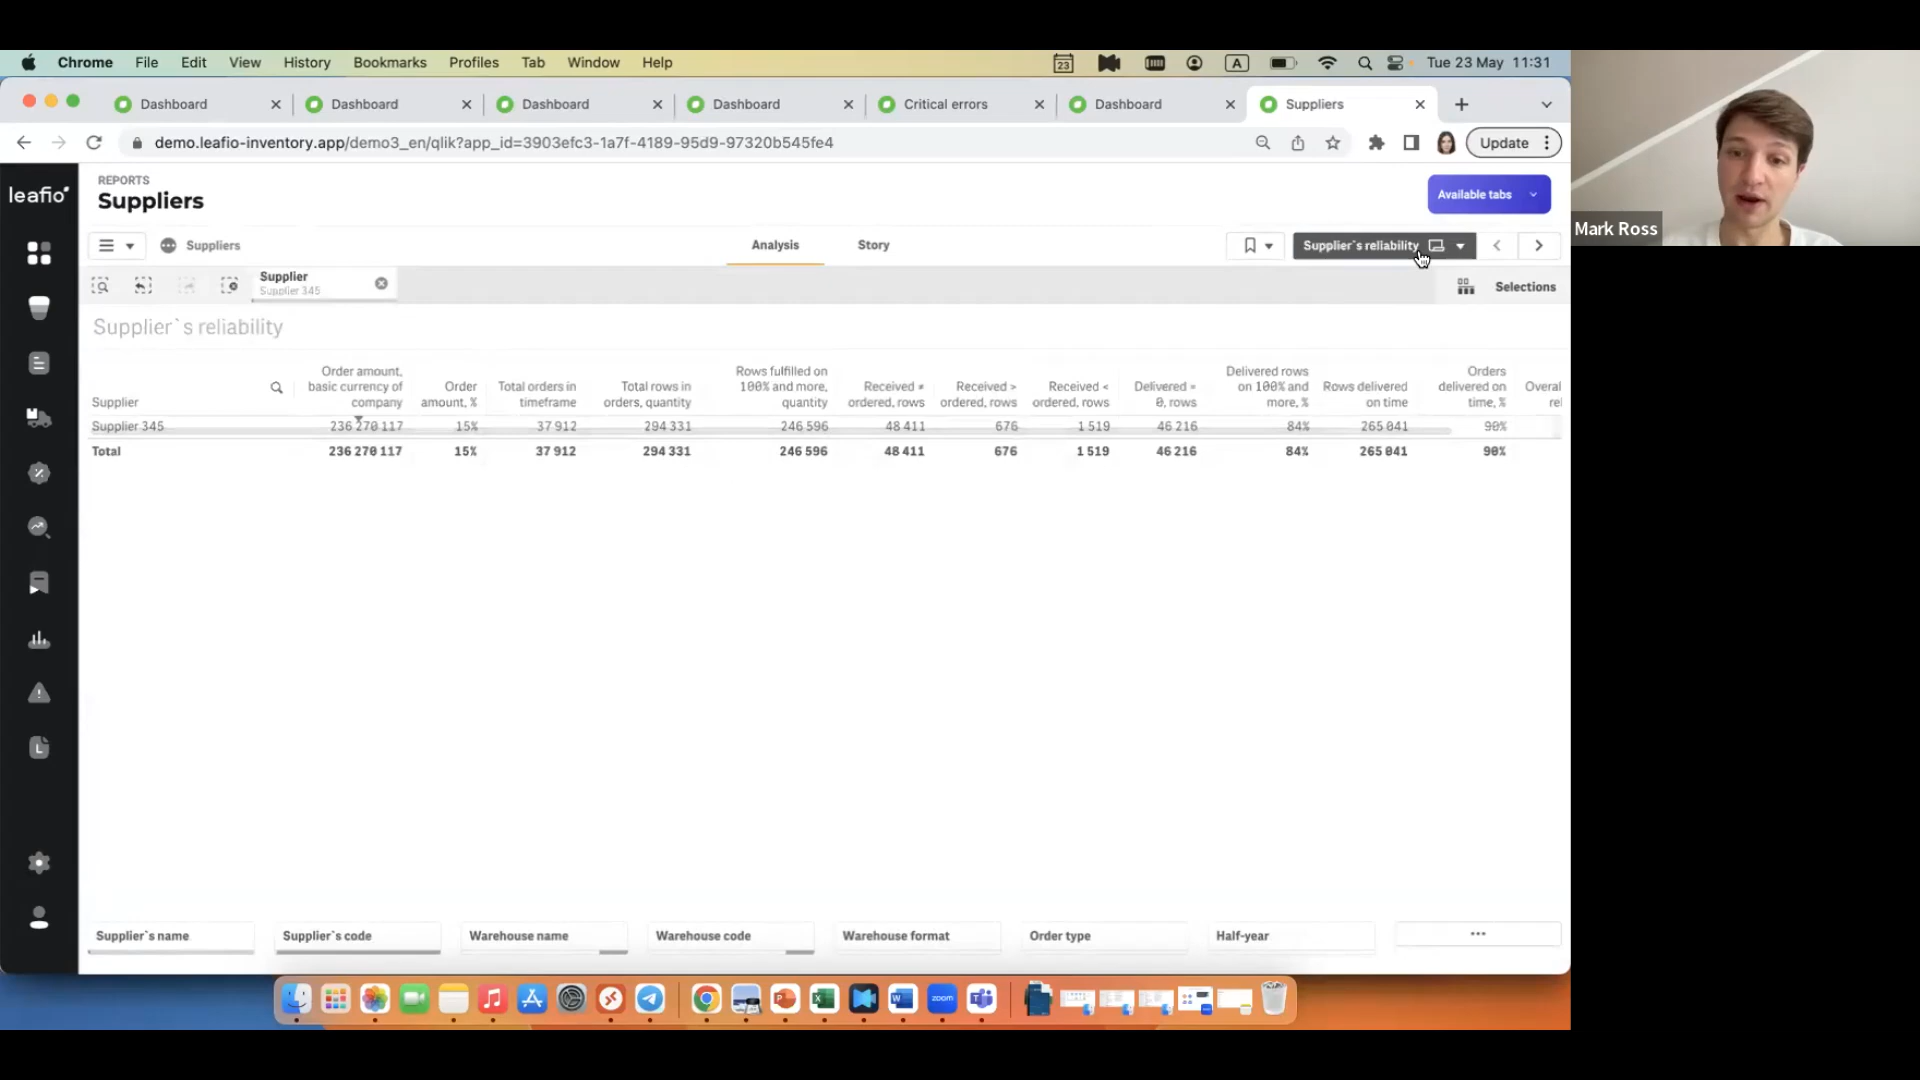 Chrome File Edit View History Bookmarks Profiles Tab Window Help
23
A
Tue 23 May 11:31
Dashboard
Dashboard
Dashboard
Dashboard
Critical errors
Dashboard
Suppliers
demo.leafio-inventory.app/demo3_en/qlik?app_id=3903efc3-1a7f-4189-95d9-97320b545fe4
Update
Mark Ross
leafio
REPORTS
Suppliers
Available tabs
Suppliers
Analysis
Story
Supplier`s reliability
Supplier
Supplier 345
Selections
Supplier`s reliability
Supplier
Order amount,
basic currency of
company
Order
amount, %
Total orders in
timeframe
Total rows in
orders, quantity
Rows fulfilled on
100% and more,
quantity
Received ≠
ordered, rows
Received >
ordered, rows
Received <
ordered, rows
Delivered =
0, rows
Delivered rows
on 100% and
more, %
Rows delivered
on time
Orders
delivered on
time, %
Overal
rel
Supplier 345 236 270 117 15% 37 912 294 331 246 596 48 411 676 1 519 46 216 84% 265 041 90%
Total 236 270 117 15% 37 912 294 331 246 596 48 411 676 1 519 46 216 84% 265 041 90%
Supplier`s name
Supplier`s code
Warehouse name
Warehouse code
Warehouse format
Order type
Half-year
...
zoom